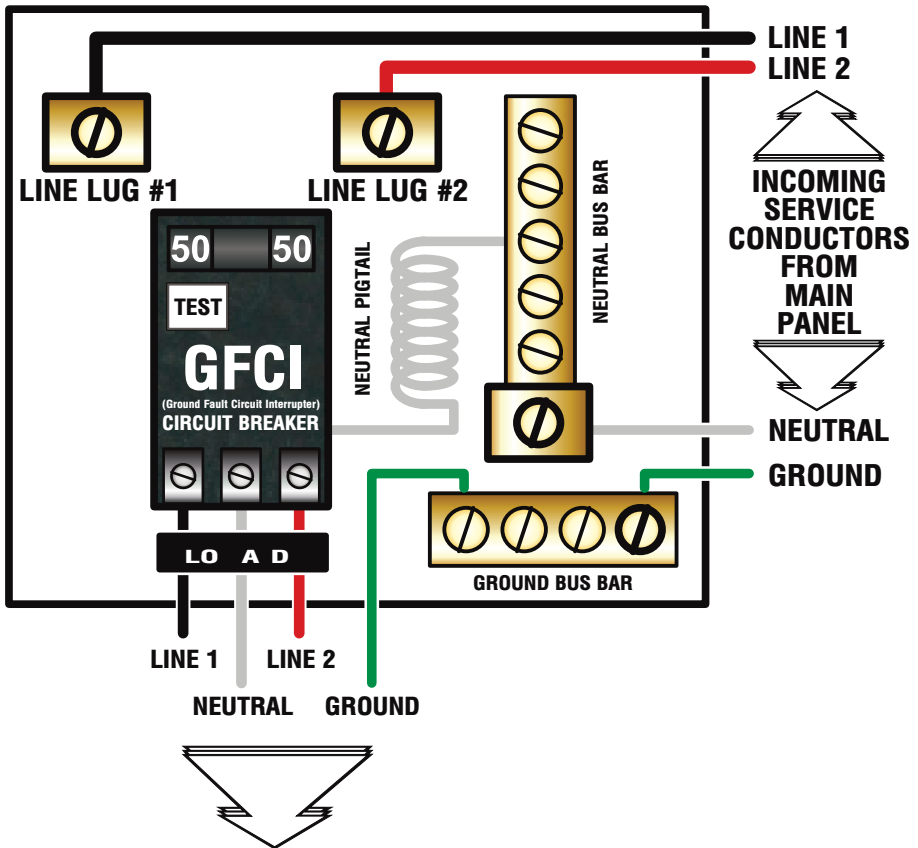 LINE 1
LINE 2
LINE LUG #1
LINE LUG #2
INCOMING
SERVICE
CONDUCTORS
FROM
MAIN
PANEL
NEUTRAL BUS BAR
NEUTRAL PIGTAIL
50 50
TEST
GFCI
(Ground Fault Circuit Interrupter)
CIRCUIT BREAKER
NEUTRAL
GROUND
LO A D
GROUND BUS BAR
LINE 1
LINE 2
NEUTRAL
GROUND